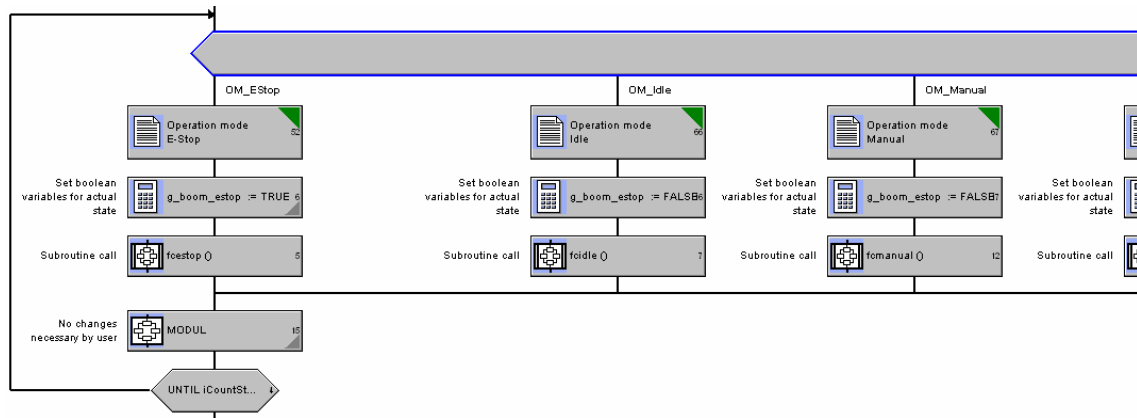 OM_EStop
OM_Idle
OM_Manual
Operation mode
E-Stop
52
Operation mode
Idle
66
Operation mode
Manual
67
Set boolean
variables for actual
state
g_boom_estop := TRUE 6
Set boolean
variables for actual
state
g_boom_estop := FALSE 6
Set boolean
variables for actual
state
g_boom_estop := FALSE 7
Set boolean
variables for actual
state
Subroutine call
fcestop () 5
Subroutine call
fcidle () 7
Subroutine call
fcmanual () 12
Subroutine call
No changes
necessary by user
MODUL 15
UNTIL iCountSt...